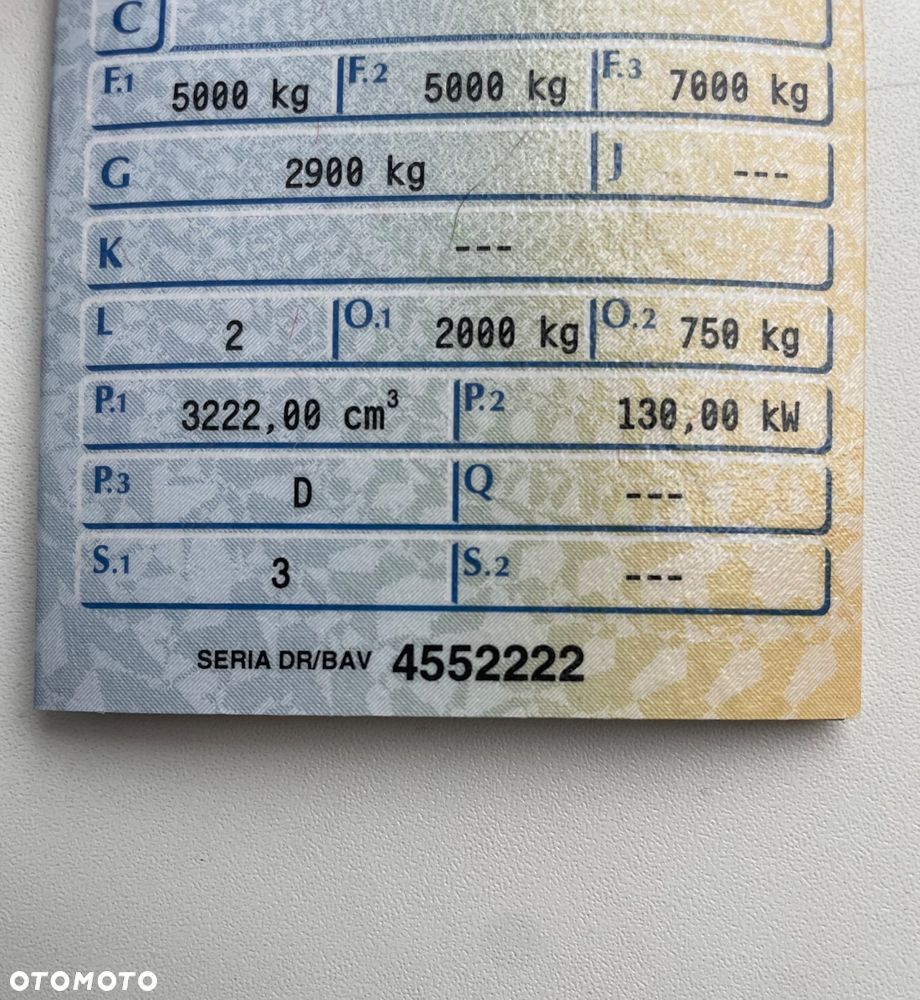 C
F.1 5000 kg F.2 5000 kg F.3 7000 kg
G 2900 kg J ---
K ---
L 2 O.1 2000 kg O.2 750 kg
P.1 3222,00 cm³ P.2 130,00 kW
P.3 D Q ---
S.1 3 S.2 ---
SERIA DR/BAV 4552222
OTOMOTO